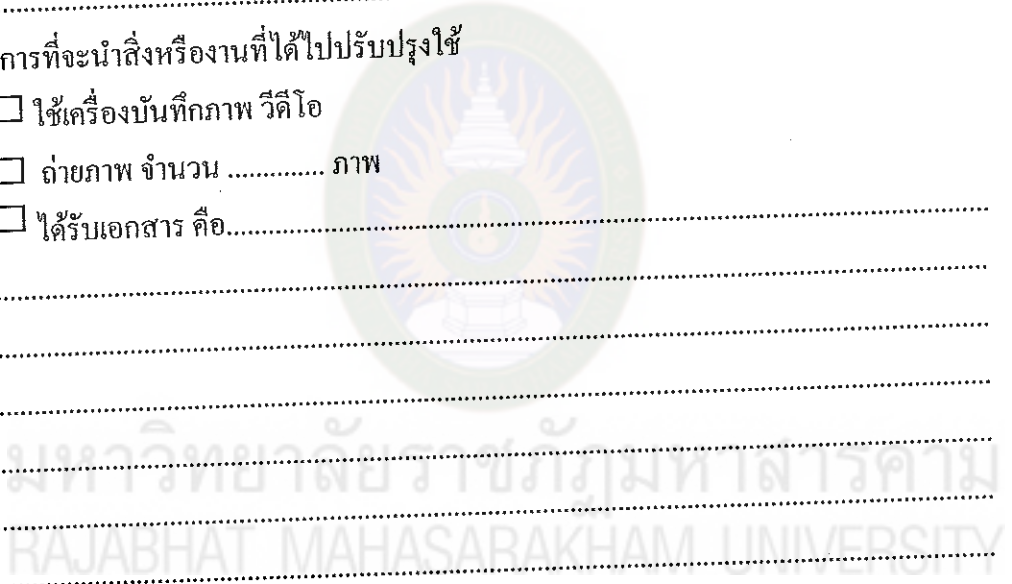 การที่จะนำสิ่งหรืองานที่ได้ไปปรับปรุงใช้
☐ ใช้เครื่องบันทึกภาพ วีดีโอ
☐ ถ่ายภาพ จำนวน ............. ภาพ
☐ ได้รับเอกสาร คือ...............................................................
มหาวิทยาลัยราชภัฏมหาสารคาม
RAJABHAT MAHASARAKHAM UNIVERSITY